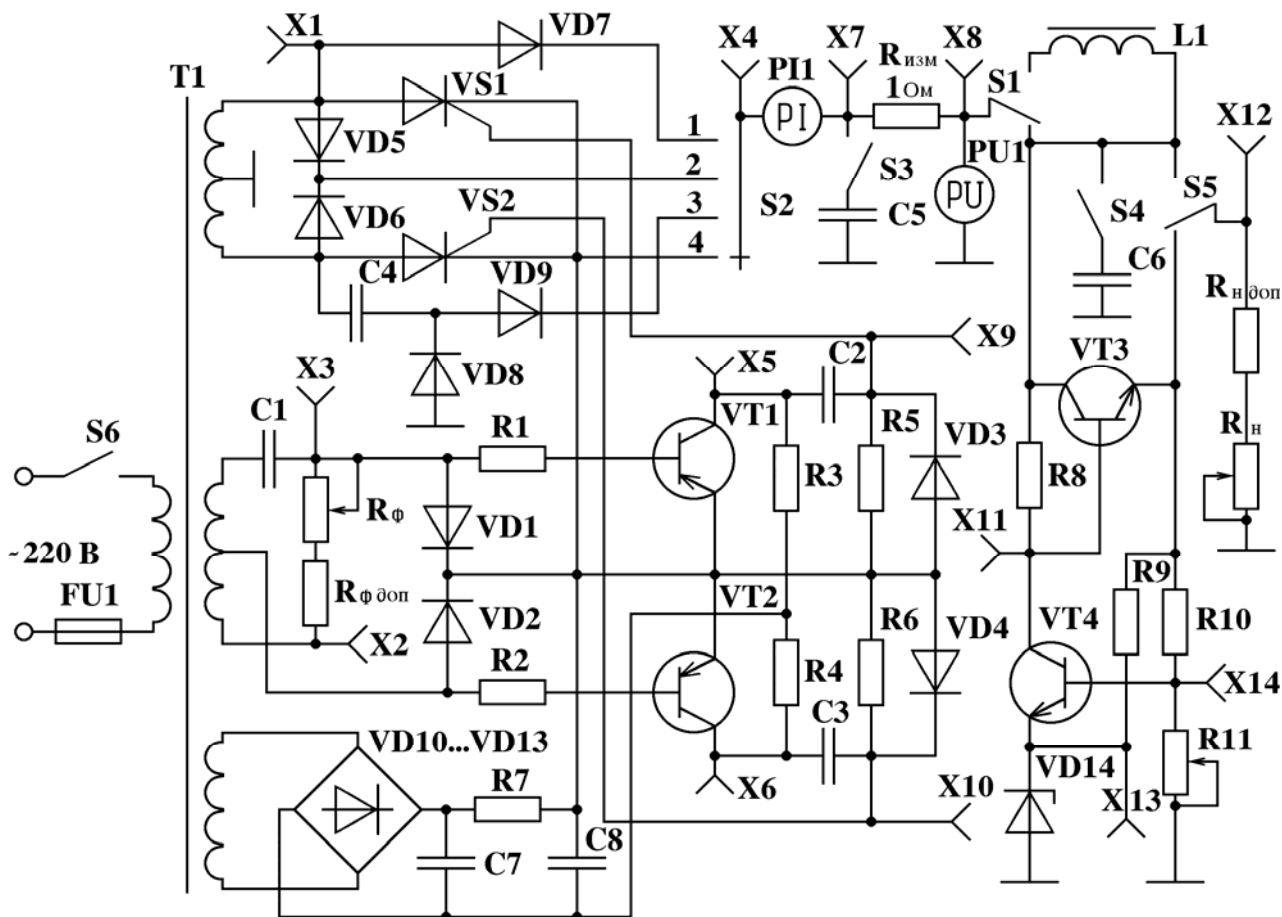 X1
VD7
X4
X7
X8
L1
T1
PI1
Rизм
S1
VS1
1 Ом
PI
X12
VD5
1
PU1
2
S3
VS2
S2
PU
S5
VD6
3
C5
S4
4
C4
VD9
C6
Rн доп
X9
X3
VD8
X5
C2
VT3
C1
VT1
R5
S6
R1
VD3
Rн
R3
R8
Rф
VD1
X11
~220 В
FU1
Rф доп
VT2
R9
VD2
R6
VT4
R10
X2
VD4
R2
R4
X14
C3
VD10...VD13
R11
X6
X10
VD14
R7
X13
C8
C7